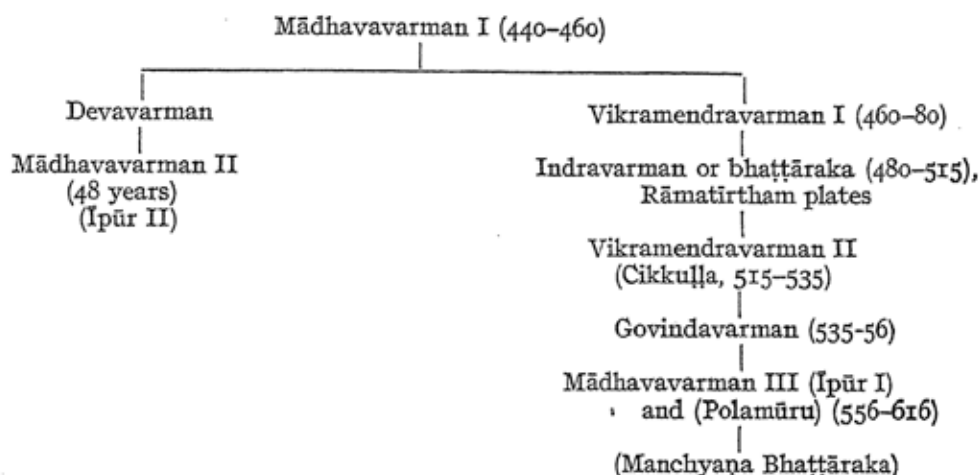 Mādhavavarman I (440–460)
Devavarman
Vikramendravarman I (460–80)
Mādhavavarman II
(48 years)
(Īpūr II)
Indravarman or bhaṭṭāraka (480–515),
Rāmatīrtham plates
Vikramendravarman II
(Cikkuḷḷa, 515–535)
Govindavarman (535-56)
Mādhavavarman III (Īpūr I)
and (Polamūru) (556–616)
(Manchyaṇa Bhaṭṭāraka)